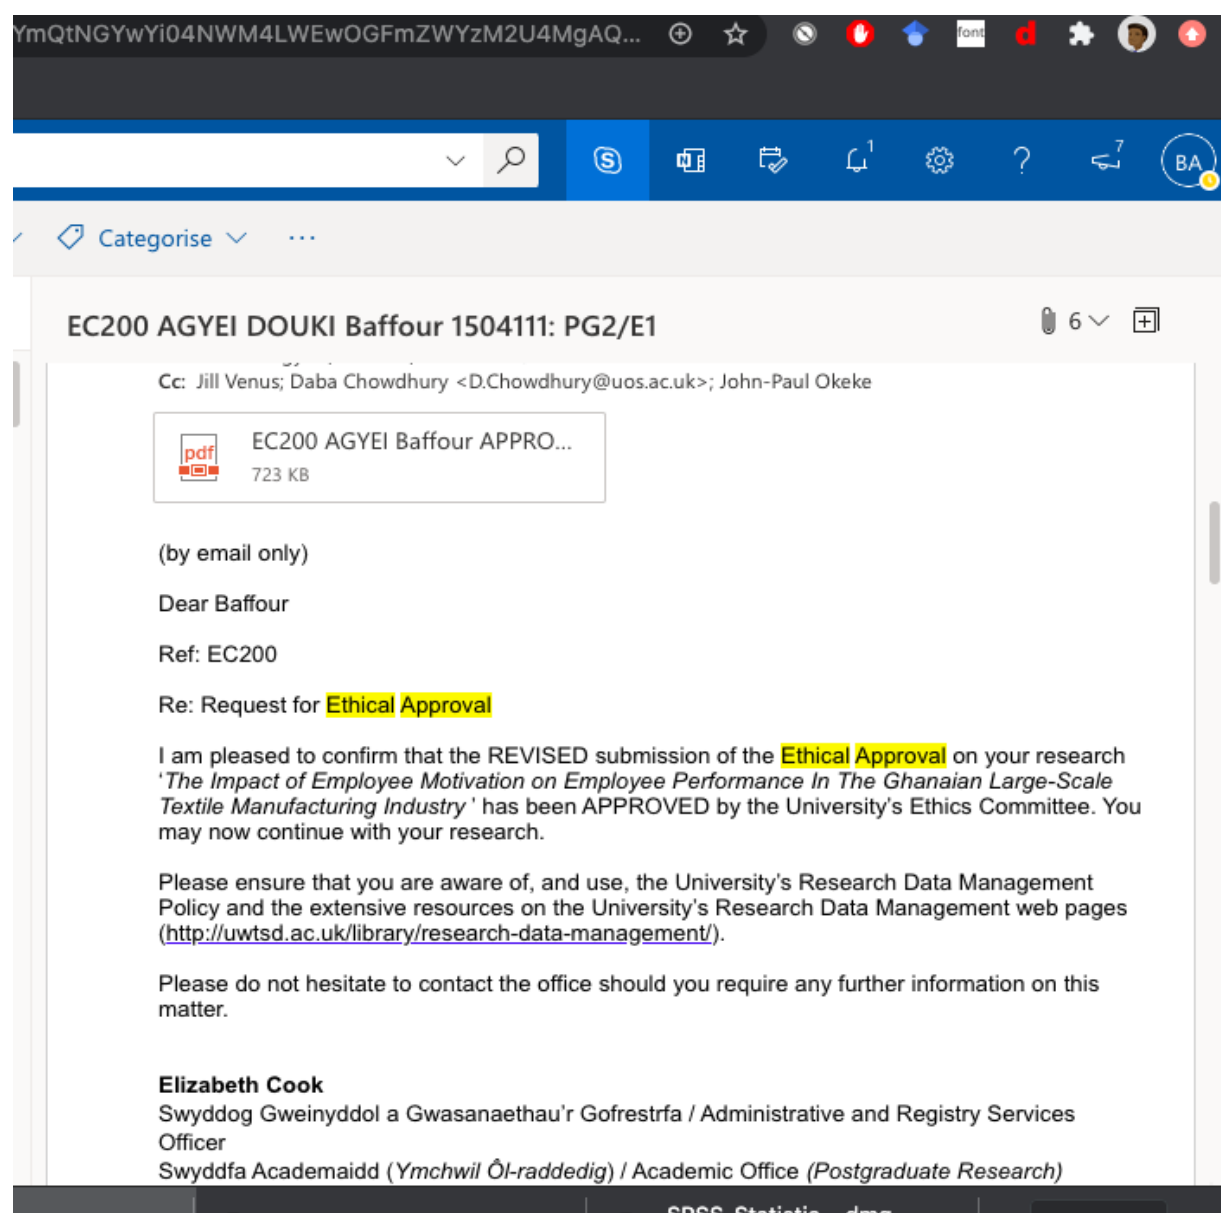 YmQtNGYwYi04NWM4LWEwOGFmZWYzM2U4MgAQ...
font
d
S
1
?
7
BA
Categorise
...
EC200 AGYEI DOUKI Baffour 1504111: PG2/E1
6
Cc: Jill Venus; Daba Chowdhury <D.Chowdhury@uos.ac.uk>; John-Paul Okeke
pdf
EC200 AGYEI Baffour APPRO...
723 KB
(by email only)
Dear Baffour
Ref: EC200
Re: Request for Ethical Approval
I am pleased to confirm that the REVISED submission of the Ethical Approval on your research
‘The Impact of Employee Motivation on Employee Performance In The Ghanaian Large-Scale
Textile Manufacturing Industry ’ has been APPROVED by the University’s Ethics Committee. You
may now continue with your research.
Please ensure that you are aware of, and use, the University’s Research Data Management
Policy and the extensive resources on the University’s Research Data Management web pages
(http://uwtsd.ac.uk/library/research-data-management/).
Please do not hesitate to contact the office should you require any further information on this
matter.
Elizabeth Cook
Swyddog Gweinyddol a Gwasanaethau’r Gofrestrfa / Administrative and Registry Services
Officer
Swyddfa Academaidd (Ymchwil Ôl-raddedig) / Academic Office (Postgraduate Research)